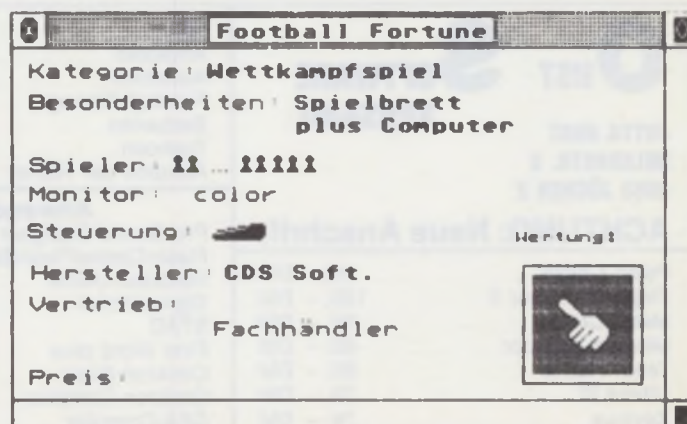 Football Fortune
Kategorie: Wettkampfspiel
Besonderheiten: Spielbrett
plus Computer
Spieler: ...
Monitor: color
Steuerung:
Wertung:
Hersteller: CDS Soft.
Vertrieb:
Fachhändler
Preis: